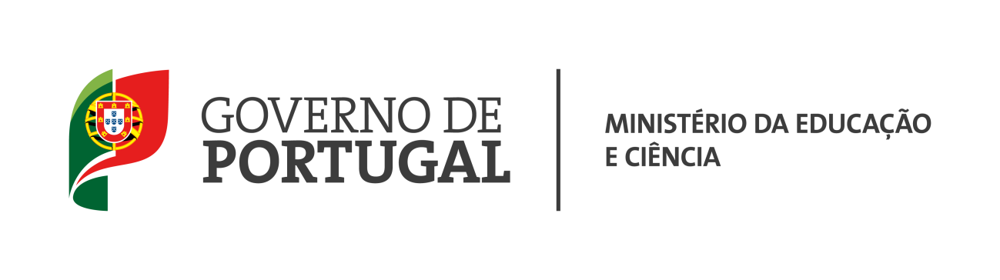 GOVERNO DE
PORTUGAL
MINISTÉRIO DA EDUCAÇÃO
E CIÊNCIA